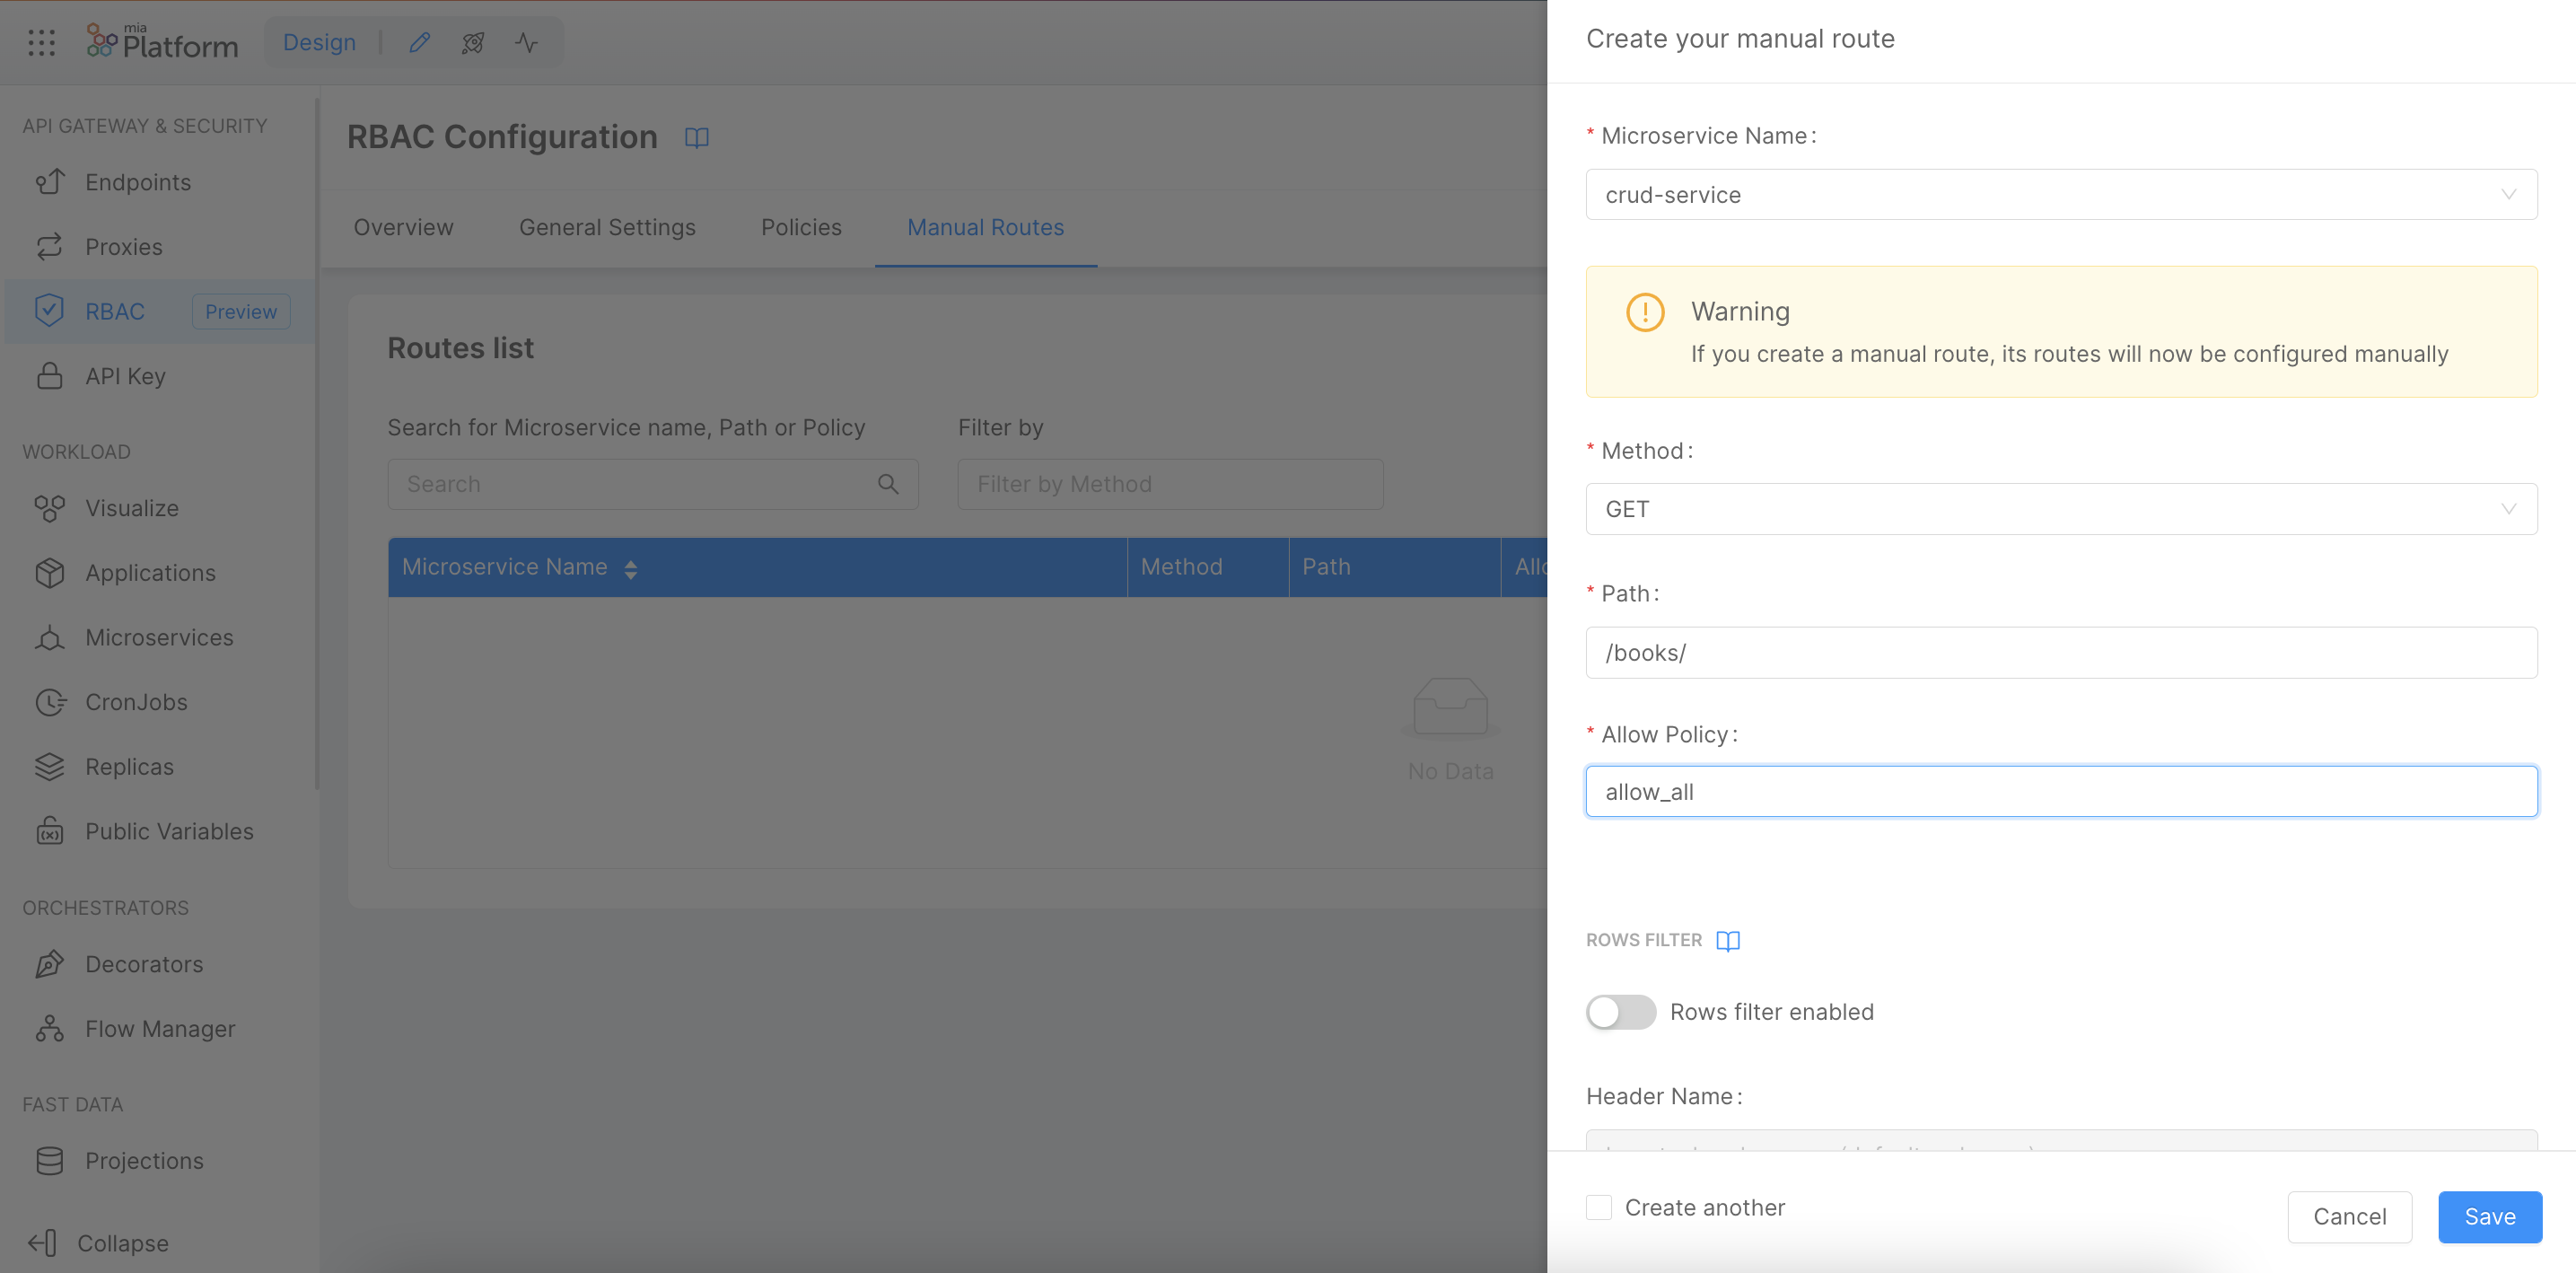 mia
Platform
Design
API GATEWAY & SECURITY
Endpoints
Proxies
RBAC
Preview
API Key
WORKLOAD
Visualize
Applications
Microservices
CronJobs
Replicas
Public Variables
ORCHESTRATORS
Decorators
Flow Manager
FAST DATA
Projections
Collapse
RBAC Configuration
Overview
General Settings
Policies
Manual Routes
Routes list
Search for Microservice name, Path or Policy
Filter by
Search
Filter by Method
Microservice Name
Method
Path
No Data
Create your manual route
* Microservice Name:
crud-service
Warning
If you create a manual route, its routes will now be configured manually
* Method:
GET
* Path:
/books/
* Allow Policy:
allow_all
ROWS FILTER
Rows filter enabled
Header Name:
Create another
Cancel
Save